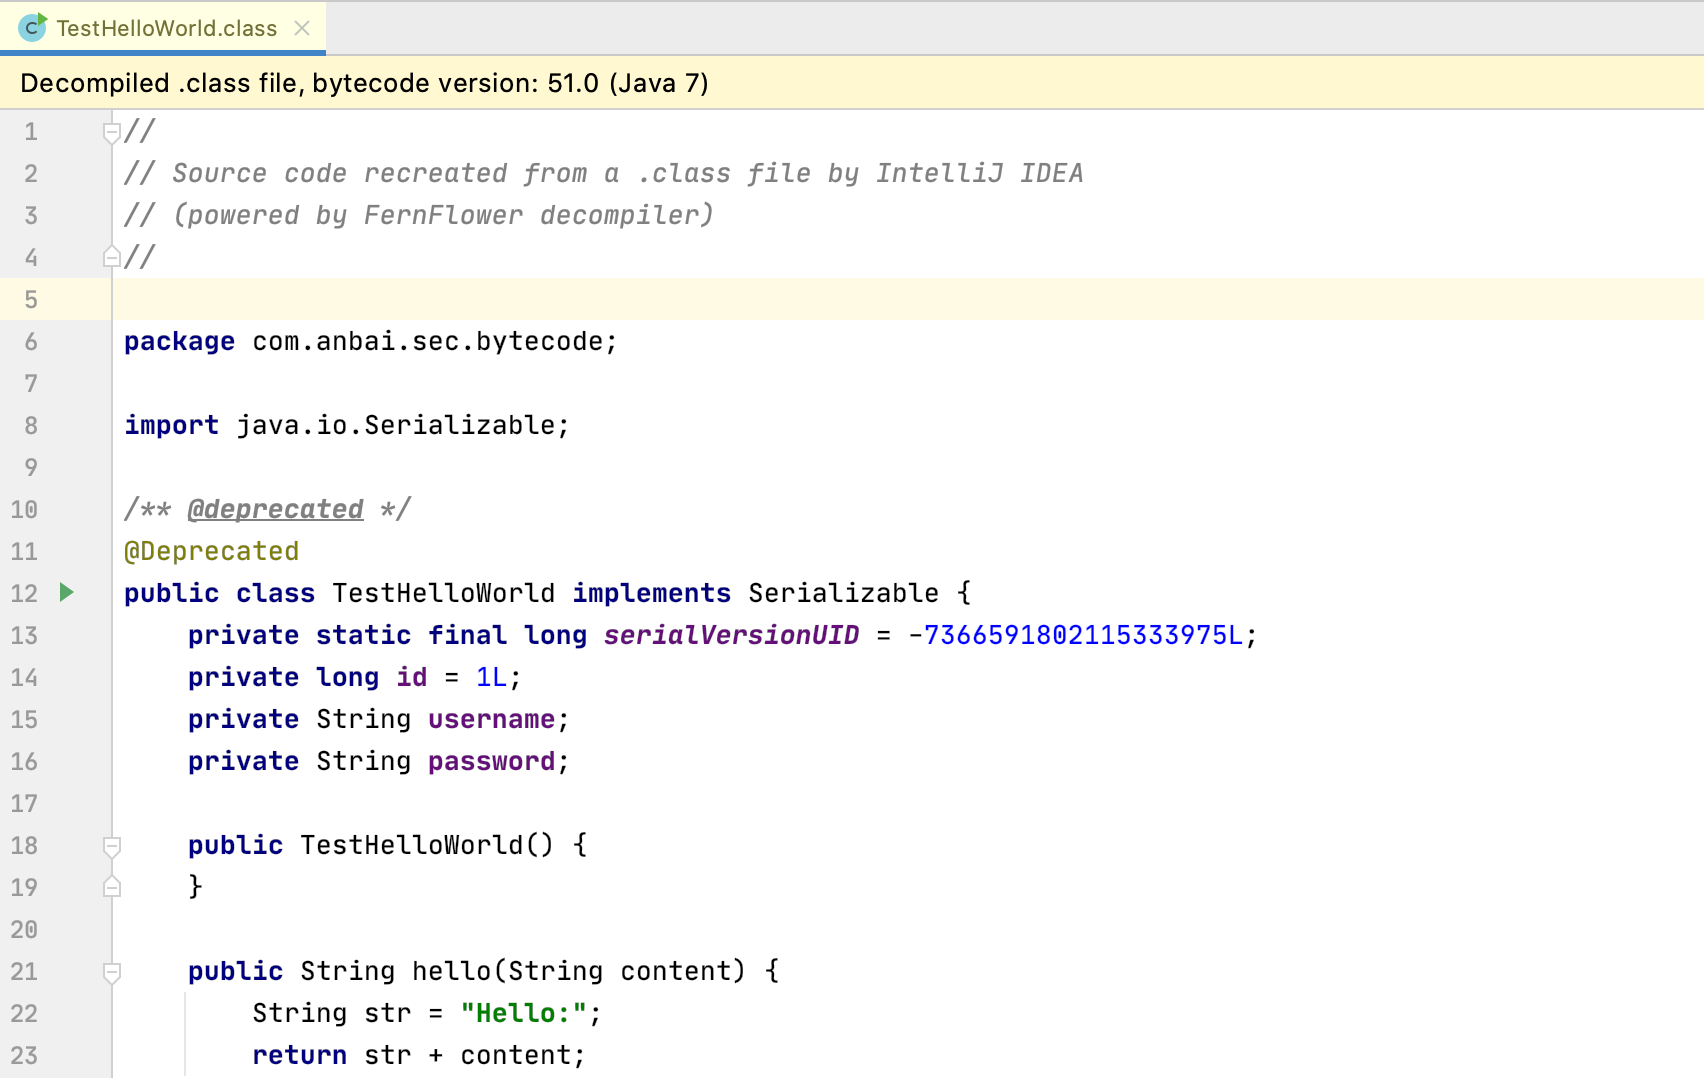 TestHelloWorld.class
Decompiled .class file, bytecode version: 51.0 (Java 7)
1 //
2 // Source code recreated from a .class file by IntelliJ IDEA
3 // (powered by FernFlower decompiler)
4 //
5
6 package com.anbai.sec.bytecode;
7
8 import java.io.Serializable;
9
10 /** @deprecated */
11 @Deprecated
12 public class TestHelloWorld implements Serializable {
13     private static final long serialVersionUID = -7366591802115333975L;
14     private long id = 1L;
15     private String username;
16     private String password;
17
18     public TestHelloWorld() {
19     }
20
21     public String hello(String content) {
22         String str = "Hello:";
23         return str + content;